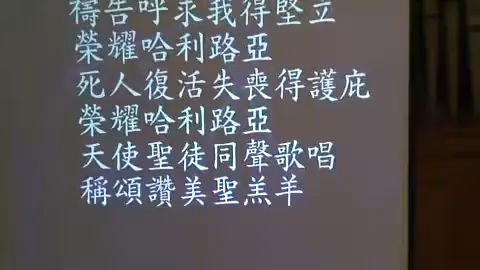 禱告呼求我得堅立
榮耀哈利路亞
死人復活失喪得護庇
榮耀哈利路亞
天使聖徒同聲歌唱
稱頌讚美聖羔羊